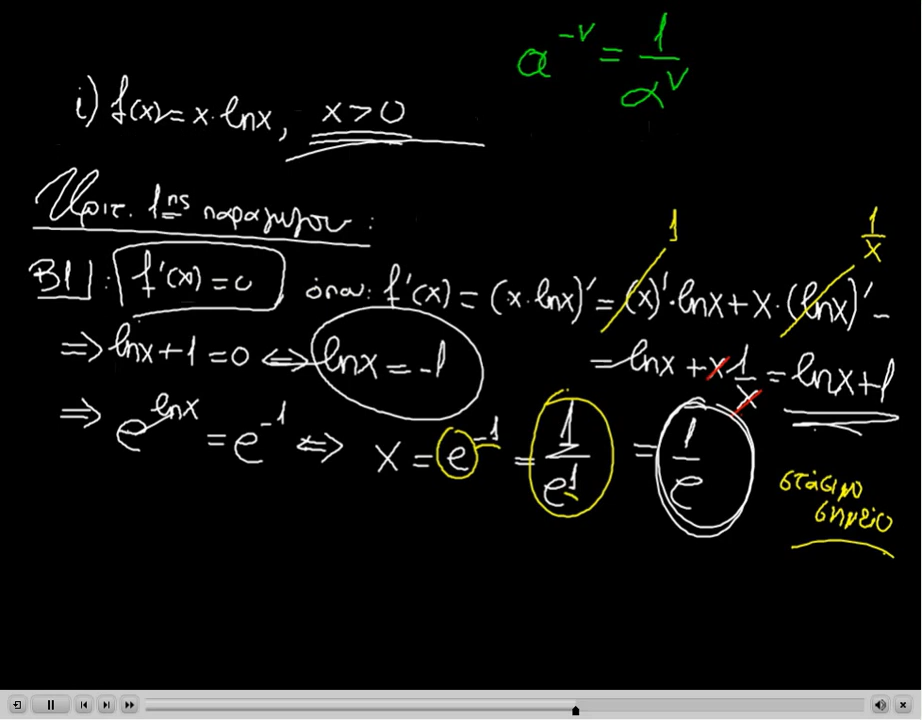 α^{-ν} = 1/α^ν
i) f(x) = x·lnx, x > 0
Κριτ. 1ης παραγώγου:
ΒΙ: f'(x) = 0 όπου: f'(x) = (x·lnx)' = (x)'·lnx + x·(lnx)' =
1
1/x
⇒ lnx + 1 = 0 ⇔ lnx = -1
= lnx + x 1/x = lnx + 1
⇒ e^{lnx} = e^{-1} ⇔ x = e^{-1} = 1/e^1 = 1/e
στάσιμο
σημείο